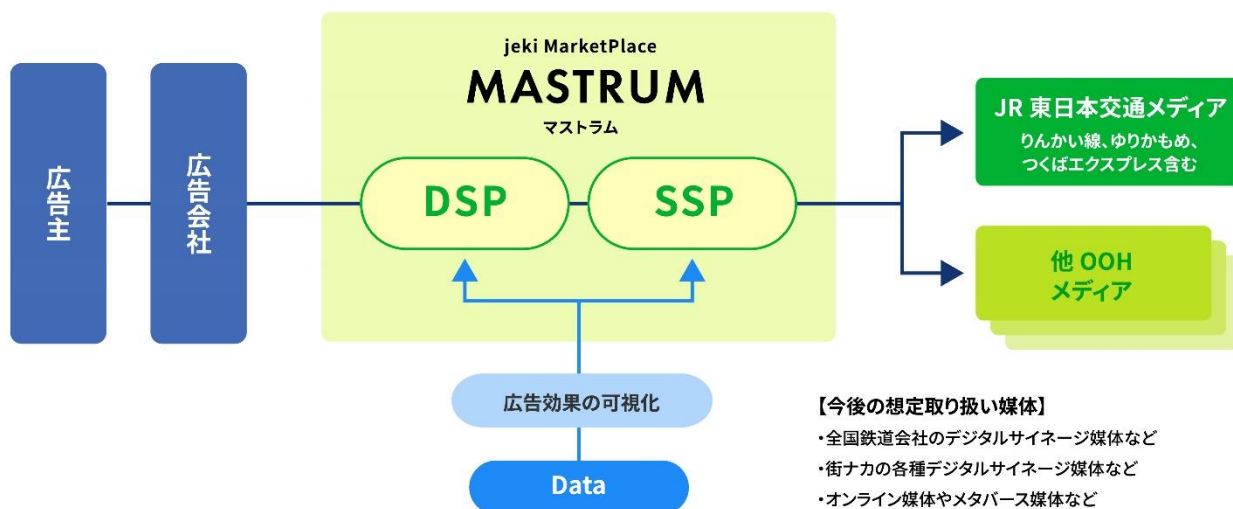 広告主
広告会社
jeki MarketPlace
MASTRUM
マストラム
DSP
SSP
広告効果の可視化
Data
JR 東日本交通メディア
りんかい線、ゆりかもめ、
つくばエクスプレス含む
他 OOH
メディア
【今後の想定取り扱い媒体】
・全国鉄道会社のデジタルサイネージ媒体など
・街ナカの各種デジタルサイネージ媒体など
・オンライン媒体やメタバース媒体など